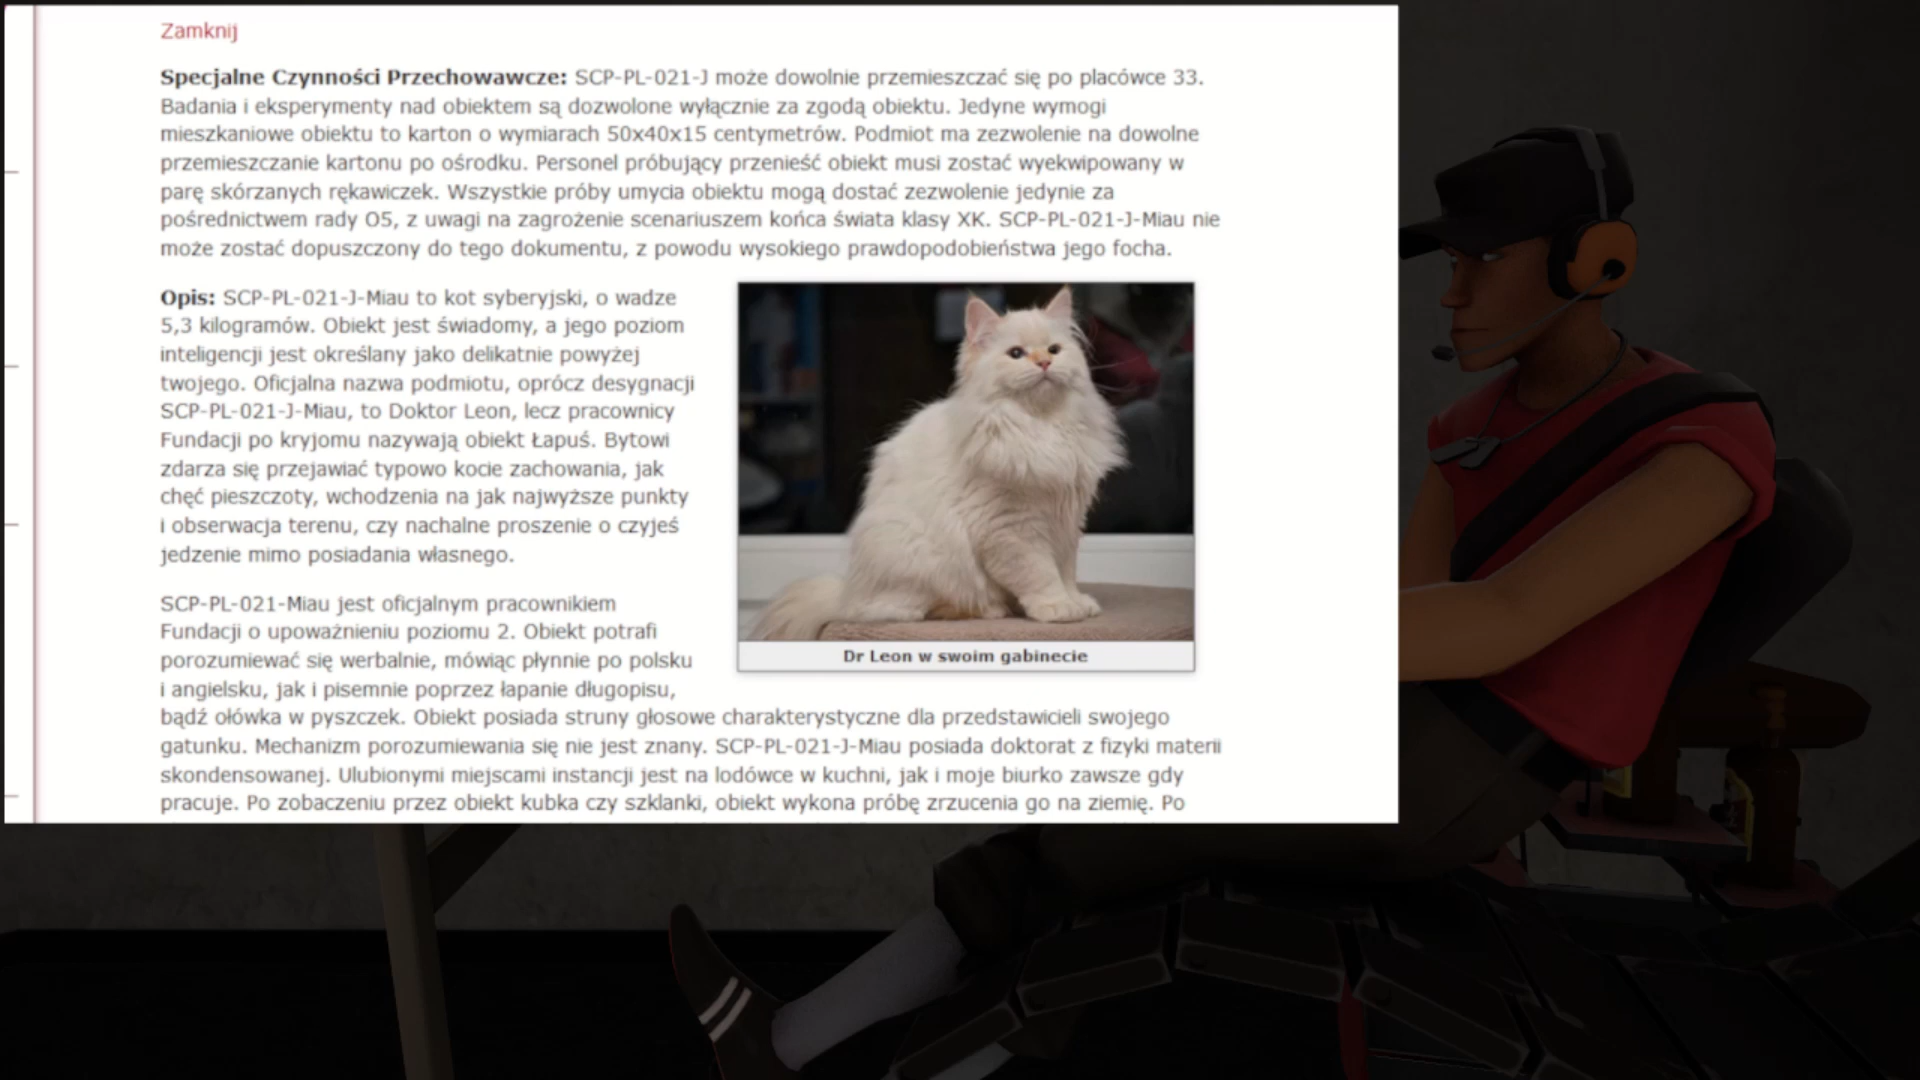 Zamknij
Specjalne Czynności Przechowawcze: SCP-PL-021-J może dowolnie przemieszczać się po placówce 33.
Badania i eksperymenty nad obiektem są dozwolone wyłącznie za zgodą obiektu. Jedyne wymogi
mieszkaniowe obiektu to karton o wymiarach 50x40x15 centymetrów. Podmiot ma zezwolenie na dowolne
przemieszczanie kartonu po ośrodku. Personel próbujący przenieść obiekt musi zostać wyekwipowany w
parę skórzanych rękawiczek. Wszystkie próby umycia obiektu mogą dostać zezwolenie jedynie za
pośrednictwem rady O5, z uwagi na zagrożenie scenariuszem końca świata klasy XK. SCP-PL-021-J-Miau nie
może zostać dopuszczony do tego dokumentu, z powodu wysokiego prawdopodobieństwa jego focha.
Opis: SCP-PL-021-J-Miau to kot syberyjski, o wadze
5,3 kilogramów. Obiekt jest świadomy, a jego poziom
inteligencji jest określany jako delikatnie powyżej
twojego. Oficjalna nazwa podmiotu, oprócz desygnacji
SCP-PL-021-J-Miau, to Doktor Leon, lecz pracownicy
Fundacji po kryjomu nazywają obiekt Łapuś. Bytowi
zdarza się przejawiać typowo kocie zachowania, jak
chęć pieszczoty, wchodzenia na jak najwyższe punkty
i obserwacja terenu, czy nachalne proszenie o czyjeś
jedzenie mimo posiadania własnego.
SCP-PL-021-Miau jest oficjalnym pracownikiem
Fundacji o upoważnieniu poziomu 2. Obiekt potrafi
porozumiewać się werbalnie, mówiąc płynnie po polsku
i angielsku, jak i pisemnie poprzez łapanie długopisu,
bądź ołówka w pyszczek. Obiekt posiada struny głosowe charakterystyczne dla przedstawicieli swojego
gatunku. Mechanizm porozumiewania się nie jest znany. SCP-PL-021-J-Miau posiada doktorat z fizyki materii
skondensowanej. Ulubionymi miejscami instancji jest na lodówce w kuchni, jak i moje biurko zawsze gdy
pracuje. Po zobaczeniu przez obiekt kubka czy szklanki, obiekt wykona próbę zrzucenia go na ziemię. Po
Dr Leon w swoim gabinecie